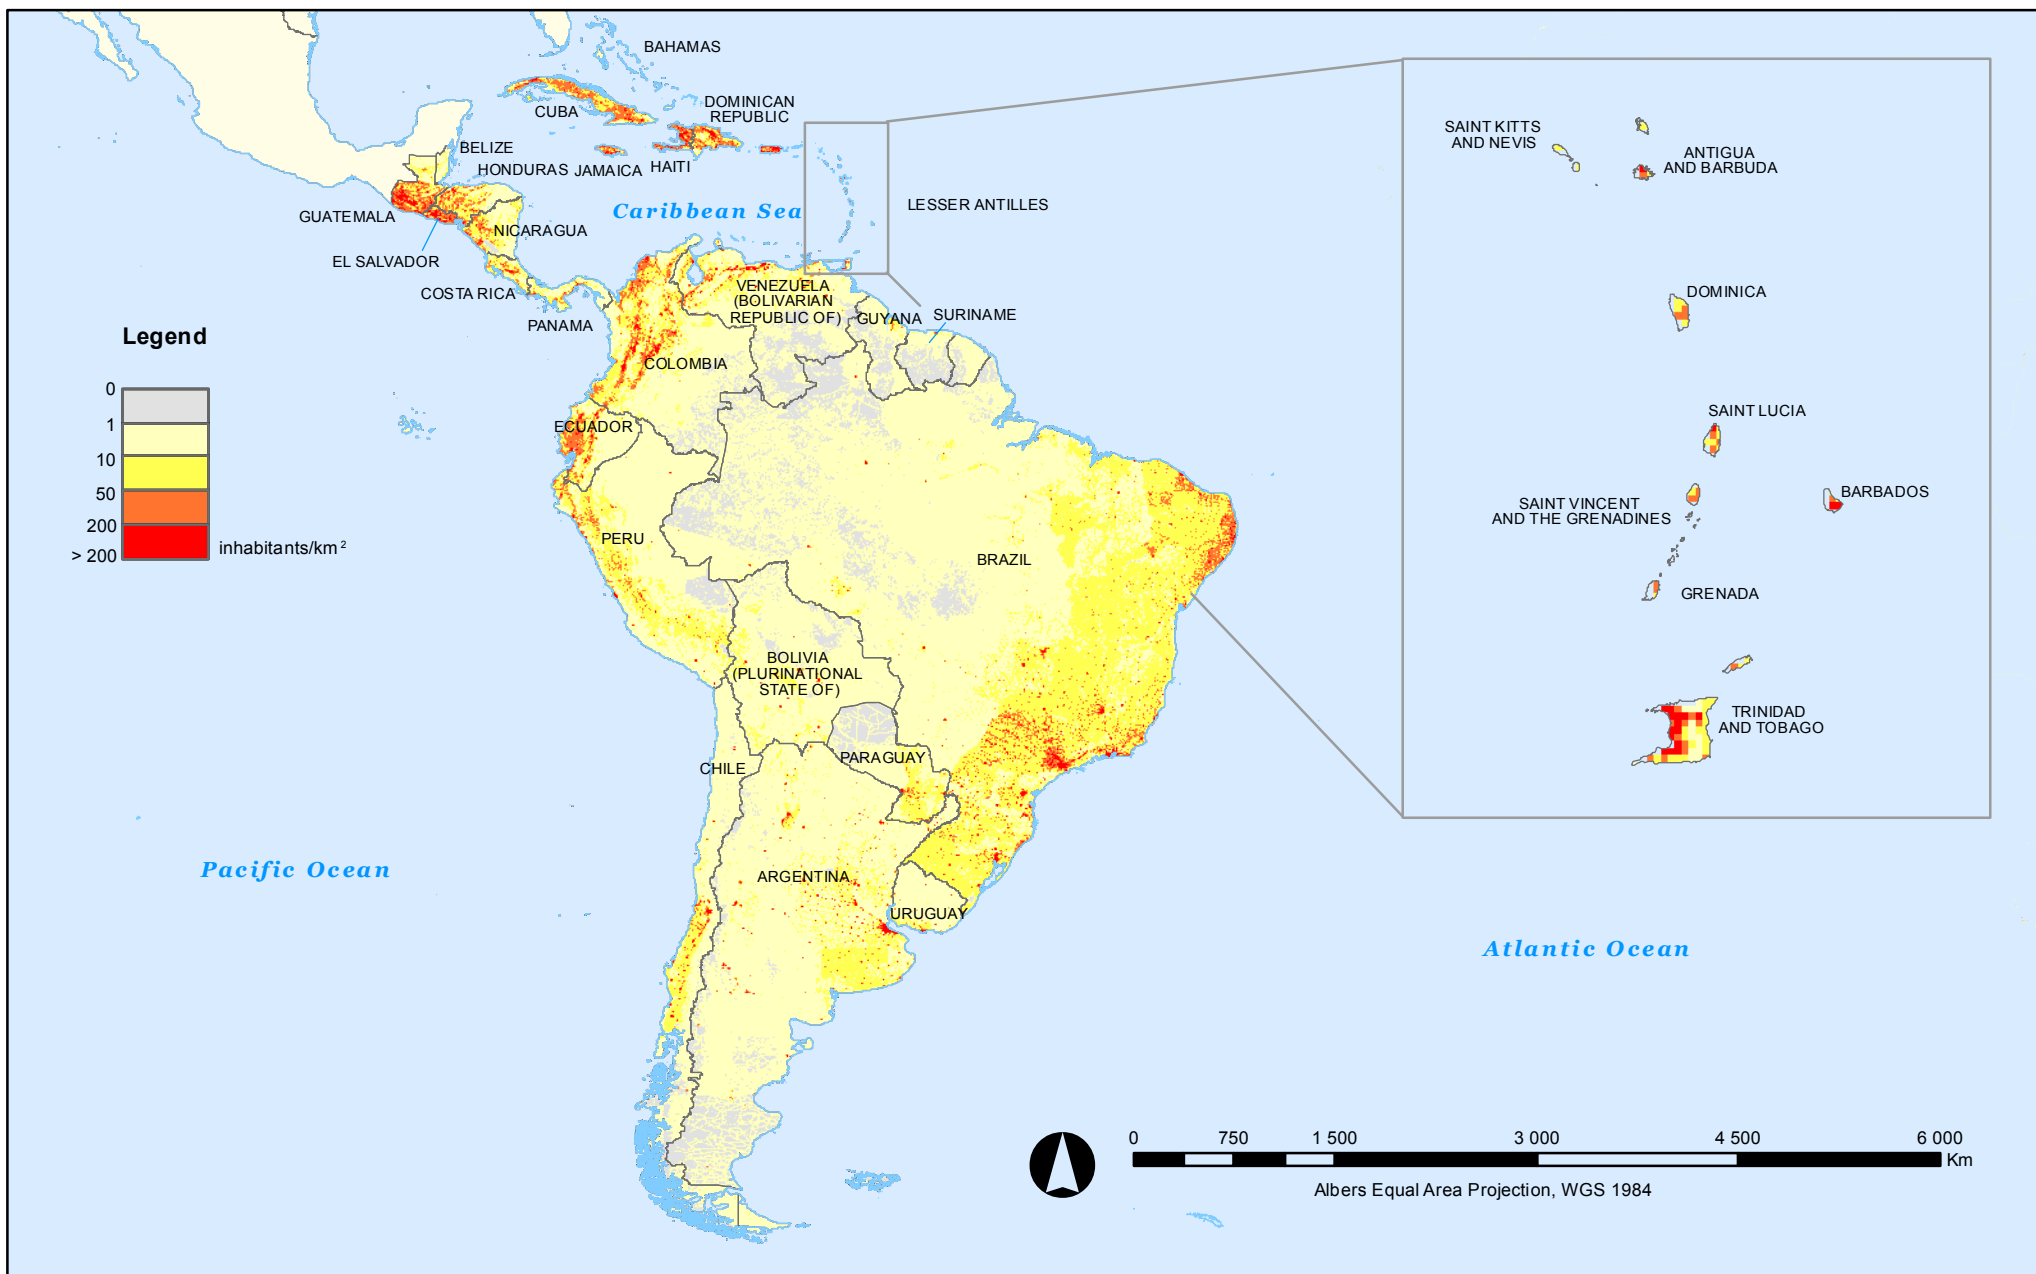 BAHAMAS
CUBA
DOMINICAN
REPUBLIC
BELIZE
HONDURAS
JAMAICA
HAITI
GUATEMALA
Caribbean Sea
LESSER ANTILLES
NICARAGUA
EL SALVADOR
COSTA RICA
PANAMA
VENEZUELA
(BOLIVARIAN
REPUBLIC OF)
GUYANA
SURINAME
COLOMBIA
ECUADOR
PERU
BRAZIL
BOLIVIA
(PLURINATIONAL
STATE OF)
PARAGUAY
CHILE
ARGENTINA
URUGUAY
Pacific Ocean
Atlantic Ocean
Legend
0
1
10
50
200
> 200
inhabitants/km²
SAINT KITTS
AND NEVIS
ANTIGUA
AND BARBUDA
DOMINICA
SAINT LUCIA
SAINT VINCENT
AND THE GRENADINES
BARBADOS
GRENADA
TRINIDAD
AND TOBAGO
0 750 1 500 3 000 4 500 6 000
Km
Albers Equal Area Projection, WGS 1984